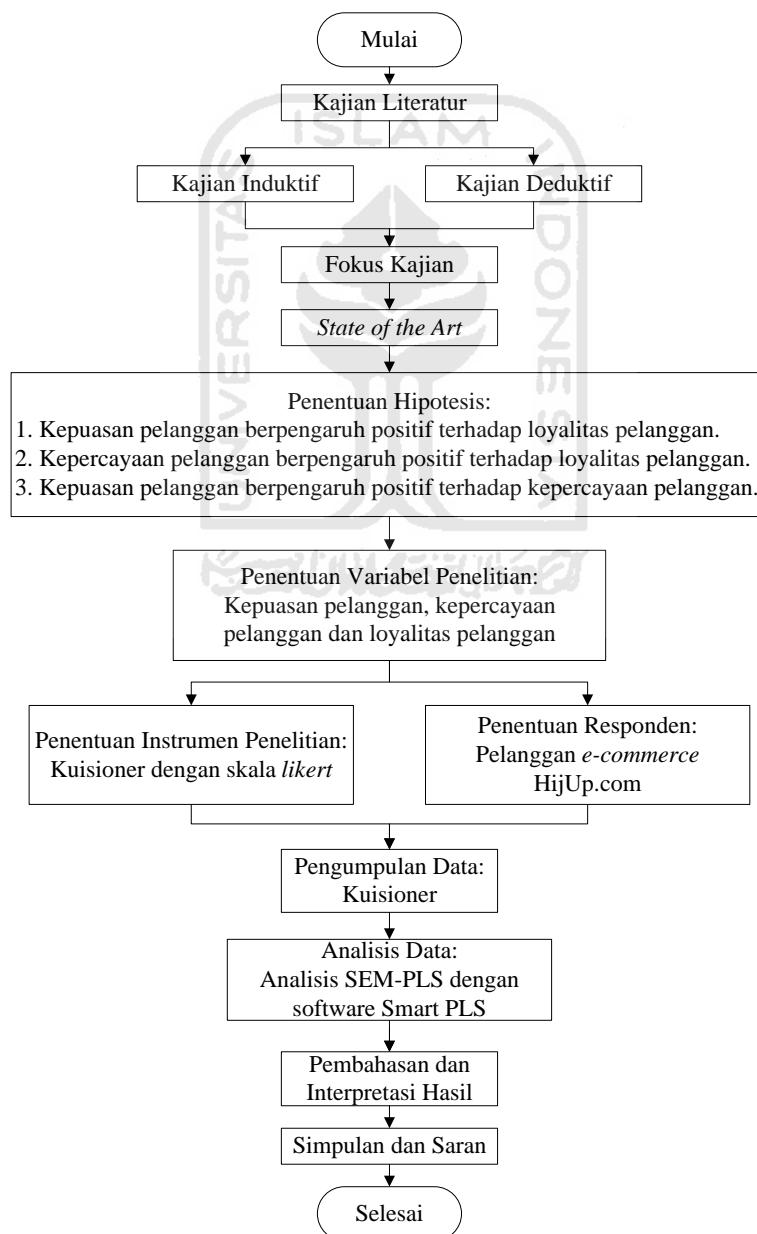 Mulai
Kajian Literatur
Kajian Induktif
Kajian Deduktif
Fokus Kajian
State of the Art
Penentuan Hipotesis:
1. Kepuasan pelanggan berpengaruh positif terhadap loyalitas pelanggan.
2. Kepercayaan pelanggan berpengaruh positif terhadap loyalitas pelanggan.
3. Kepuasan pelanggan berpengaruh positif terhadap kepercayaan pelanggan.
Penentuan Variabel Penelitian:
Kepuasan pelanggan, kepercayaan
pelanggan dan loyalitas pelanggan
Penentuan Instrumen Penelitian:
Kuisioner dengan skala likert
Penentuan Responden:
Pelanggan e-commerce
HijUp.com
Pengumpulan Data:
Kuisioner
Analisis Data:
Analisis SEM-PLS dengan
software Smart PLS
Pembahasan dan
Interpretasi Hasil
Simpulan dan Saran
Selesai
UNIVERSITAS
ISLAM
INDONESIA